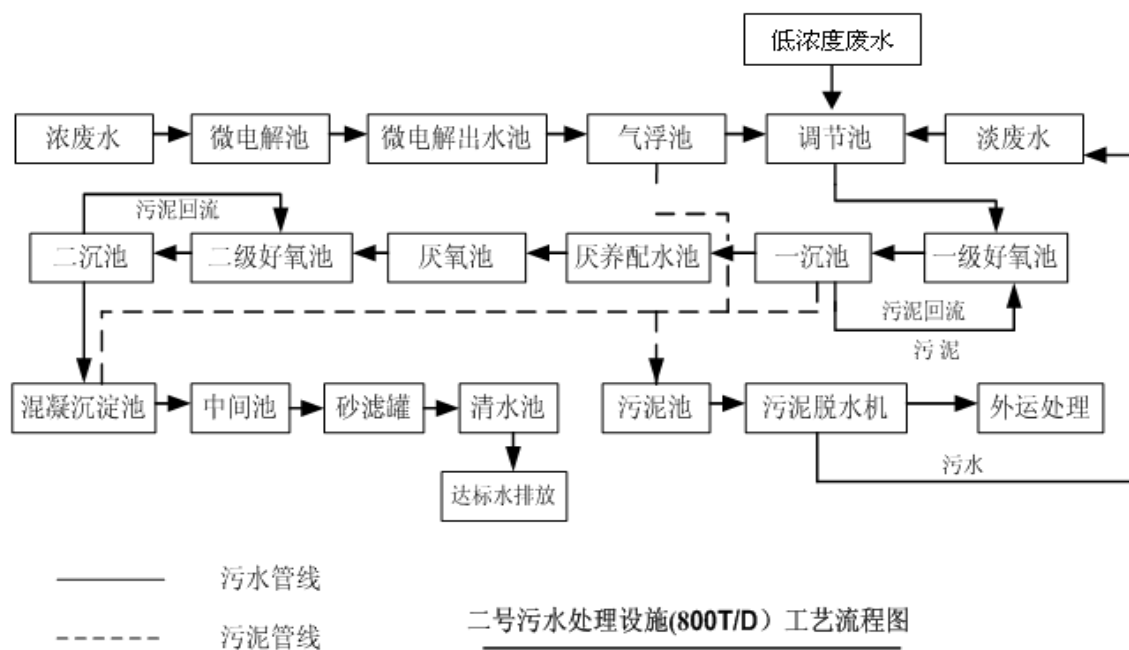 低浓度废水
浓废水
微电解池
微电解出水池
气浮池
调节池
淡废水
污泥回流
二沉池
二级好氧池
厌氧池
厌养配水池
一沉池
一级好氧池
污泥回流
污 泥
混凝沉淀池
中间池
砂滤罐
清水池
污泥池
污泥脱水机
外运处理
污水
达标水排放
污水管线
污泥管线
二号污水处理设施(800T/D）工艺流程图